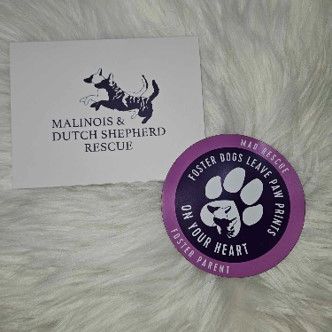 MALINOIS &
DUTCH SHEPHERD
RESCUE
MAD RESCUE
FOSTER DOGS LEAVE PAW PRINTS
ON YOUR HEART
FOSTER PARENT